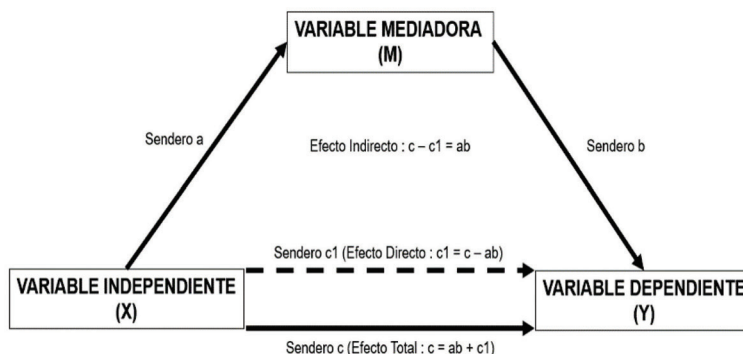 VARIABLE MEDIADORA
(M)
Sendero a
Efecto Indirecto : c – c1 = ab
Sendero b
Sendero c1 (Efecto Directo : c1 = c – ab)
VARIABLE INDEPENDIENTE
(X)
VARIABLE DEPENDIENTE
(Y)
Sendero c (Efecto Total : c = ab + c1)